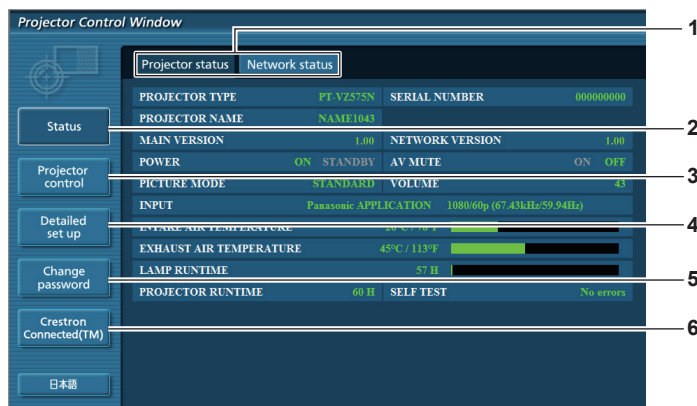 Projector Control Window
1
Projector status Network status
PROJECTOR TYPE PT-VZ575N SERIAL NUMBER 000000000
PROJECTOR NAME NAME1043
Status
2
MAIN VERSION 1.00 NETWORK VERSION 1.00
POWER ON STANDBY AV MUTE ON OFF
Projector
control
3
PICTURE MODE STANDARD VOLUME 43
INPUT Panasonic APPLICATION 1080/60p (67.43kHz/59.94Hz)
Detailed
set up
4
INTAKE AIR TEMPERATURE
EXHAUST AIR TEMPERATURE 45°C / 113°F
LAMP RUNTIME 57 H
Change
password
5
PROJECTOR RUNTIME 60 H SELF TEST No errors
Crestron
Connected(TM)
6
日本語